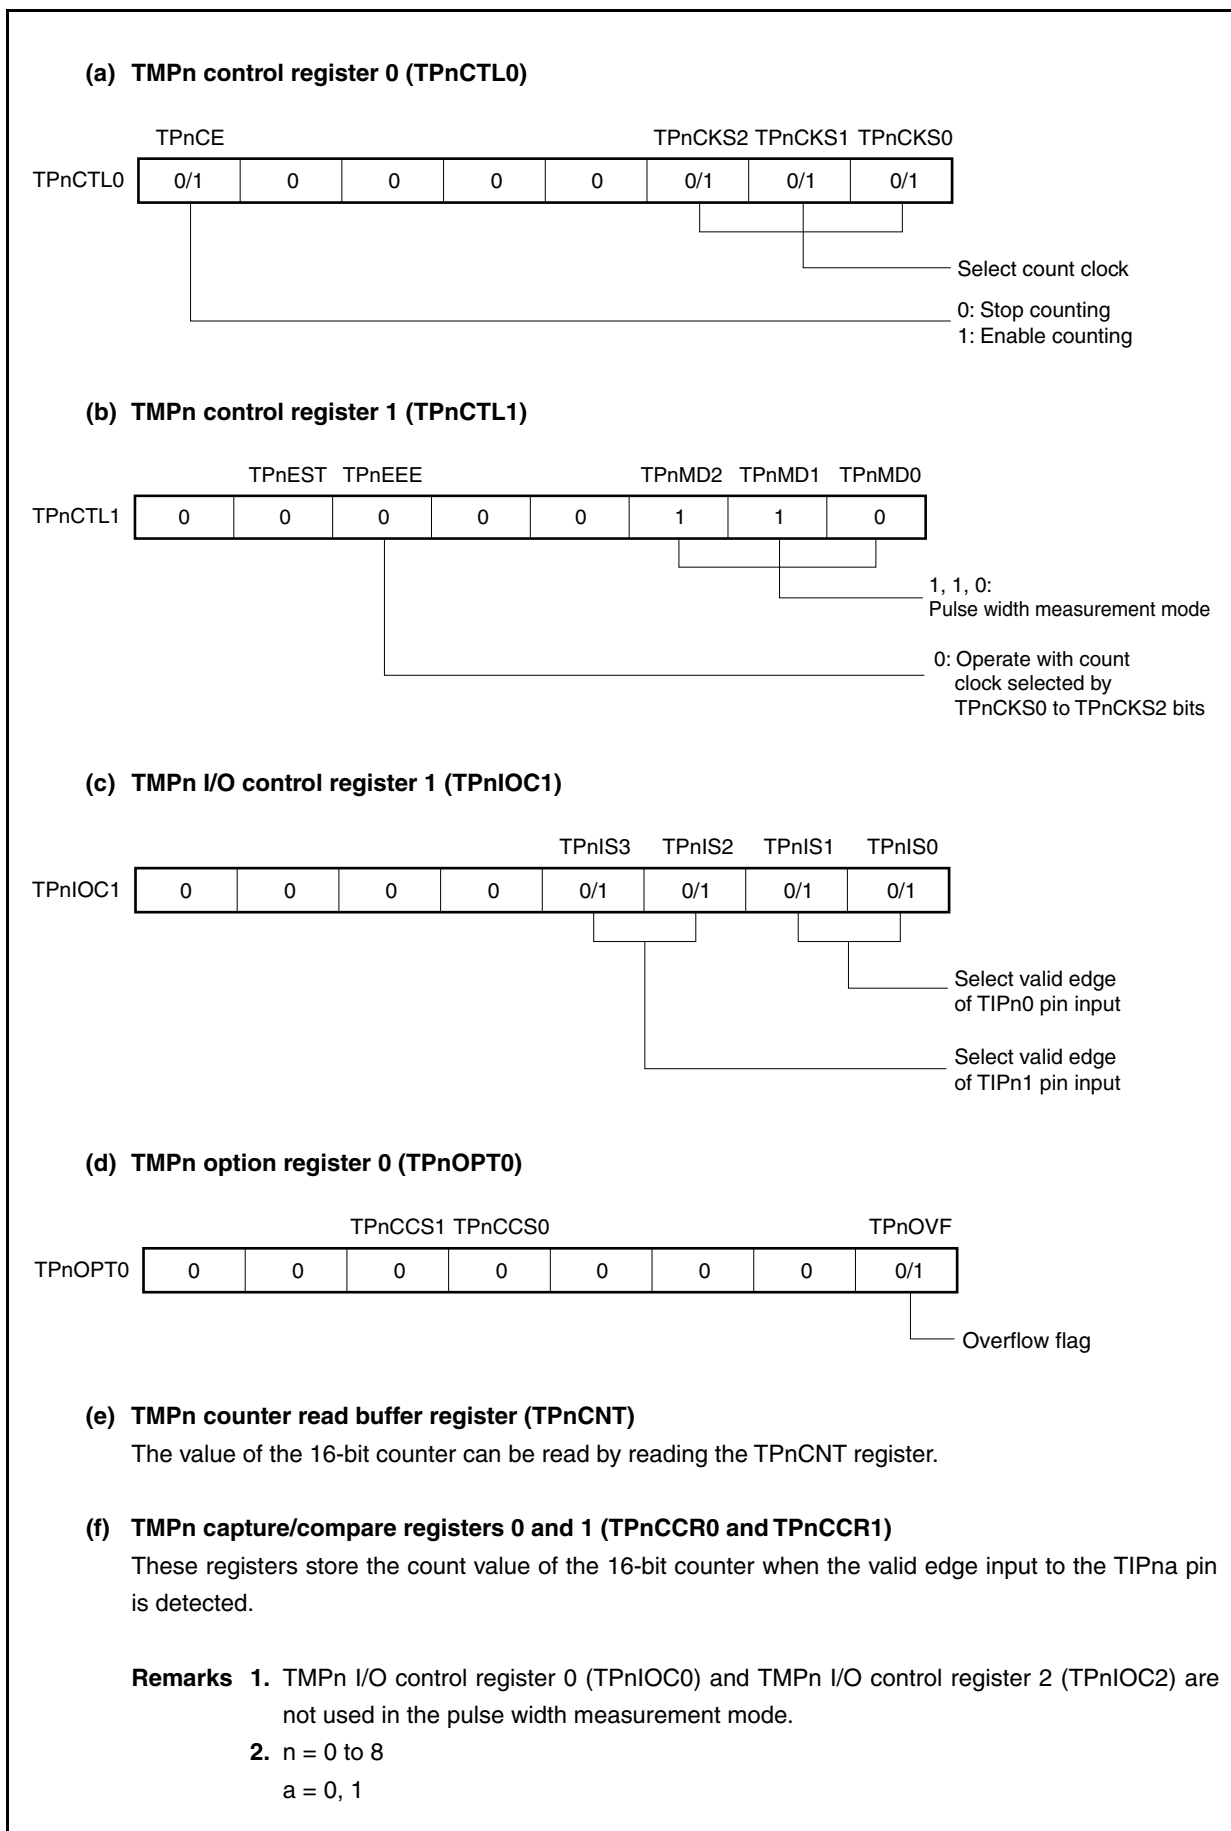 (a) TMPn control register 0 (TPnCTL0)
TPnCE TPnCKS2 TPnCKS1 TPnCKS0
TPnCTL0 0/1 0 0 0 0 0/1 0/1 0/1
Select count clock
0: Stop counting
1: Enable counting
(b) TMPn control register 1 (TPnCTL1)
TPnEST TPnEEE TPnMD2 TPnMD1 TPnMD0
TPnCTL1 0 0 0 0 0 1 1 0
1, 1, 0:
Pulse width measurement mode
0: Operate with count
clock selected by
TPnCKS0 to TPnCKS2 bits
(c) TMPn I/O control register 1 (TPnIOC1)
TPnIS3 TPnIS2 TPnIS1 TPnIS0
TPnIOC1 0 0 0 0 0/1 0/1 0/1 0/1
Select valid edge
of TIPn0 pin input
Select valid edge
of TIPn1 pin input
(d) TMPn option register 0 (TPnOPT0)
TPnCCS1 TPnCCS0 TPnOVF
TPnOPT0 0 0 0 0 0 0 0 0/1
Overflow flag
(e) TMPn counter read buffer register (TPnCNT)
The value of the 16-bit counter can be read by reading the TPnCNT register.
(f) TMPn capture/compare registers 0 and 1 (TPnCCR0 and TPnCCR1)
These registers store the count value of the 16-bit counter when the valid edge input to the TIPna pin
is detected.
Remarks 1. TMPn I/O control register 0 (TPnIOC0) and TMPn I/O control register 2 (TPnIOC2) are
not used in the pulse width measurement mode.
2. n = 0 to 8
a = 0, 1